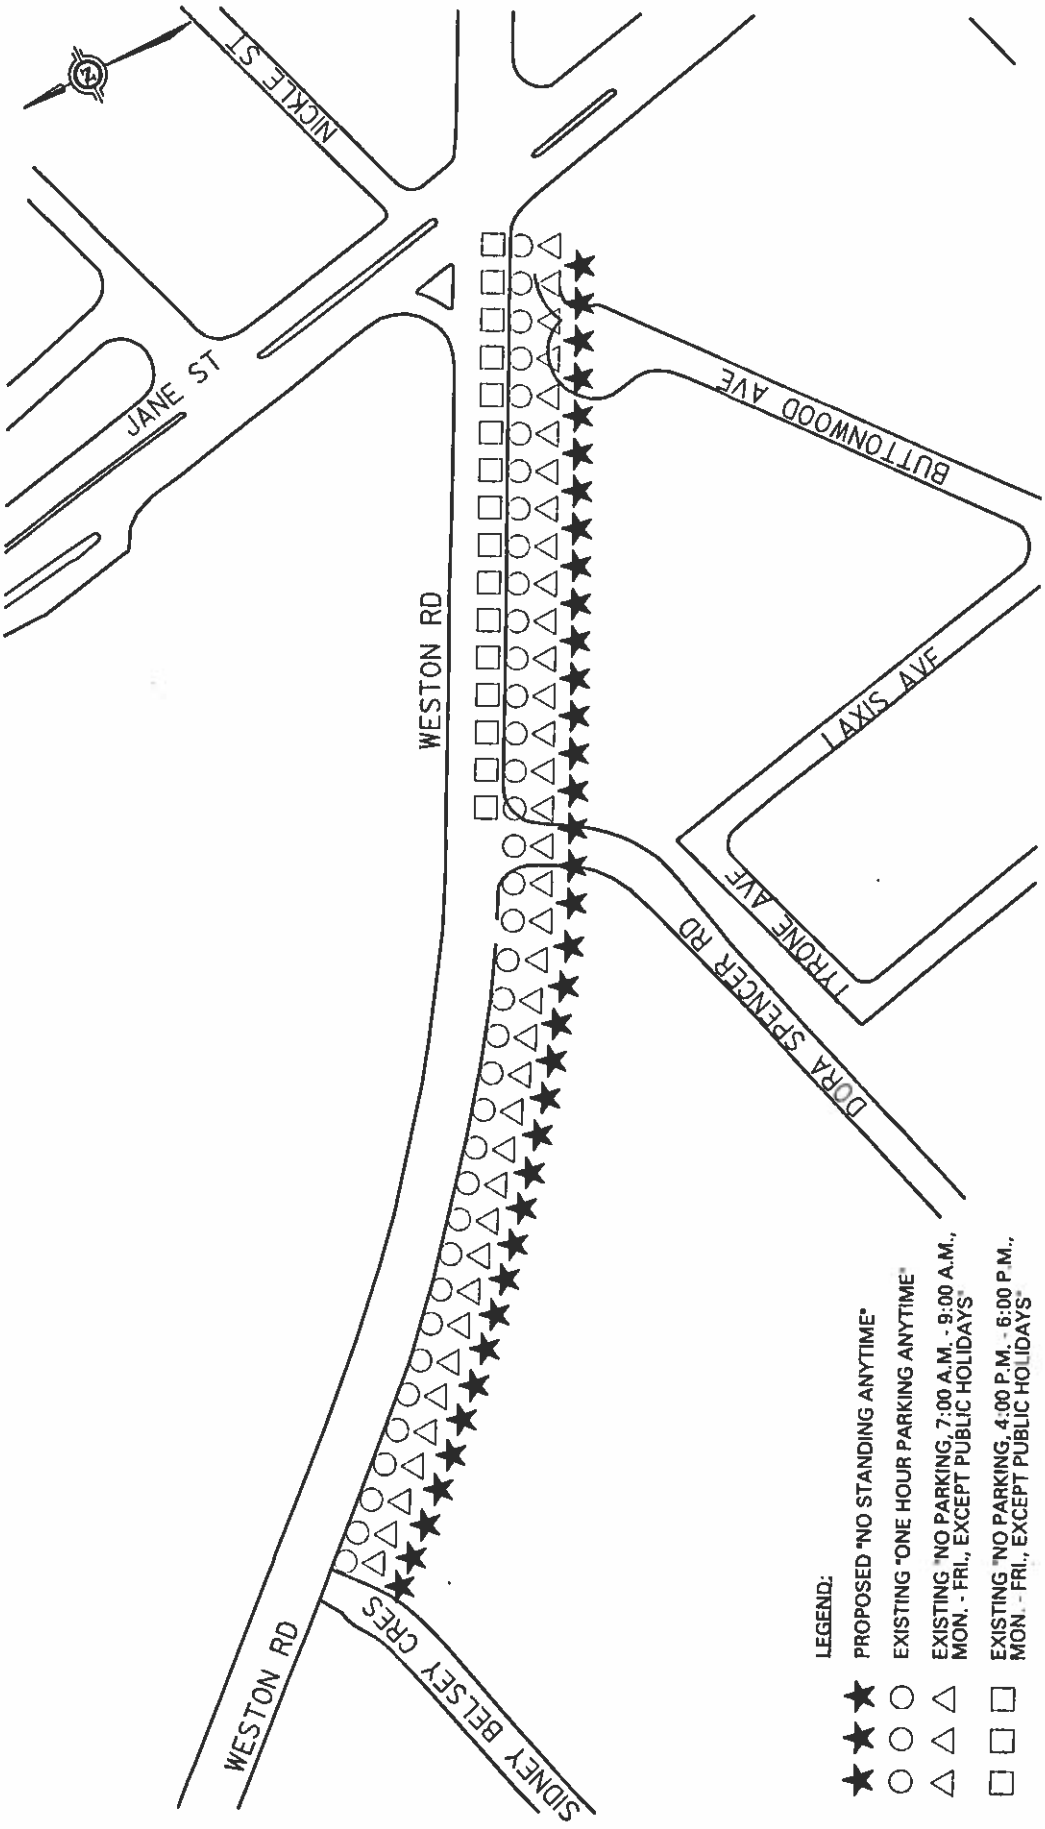 NICKLE ST
N
JANE ST
WESTON RD
BUTTONWOOD AVE
LAXIS AVE
TYRONE AVE
DORA SPENCER RD
WESTON RD
SIDNEY BELSEY CRES
LEGEND:
PROPOSED "NO STANDING ANYTIME"
EXISTING "ONE HOUR PARKING ANYTIME"
EXISTING "NO PARKING, 7:00 A.M. - 9:00 A.M.,
MON. - FRI., EXCEPT PUBLIC HOLIDAYS"
EXISTING "NO PARKING, 4:00 P.M. - 6:00 P.M.,
MON. - FRI., EXCEPT PUBLIC HOLIDAYS"